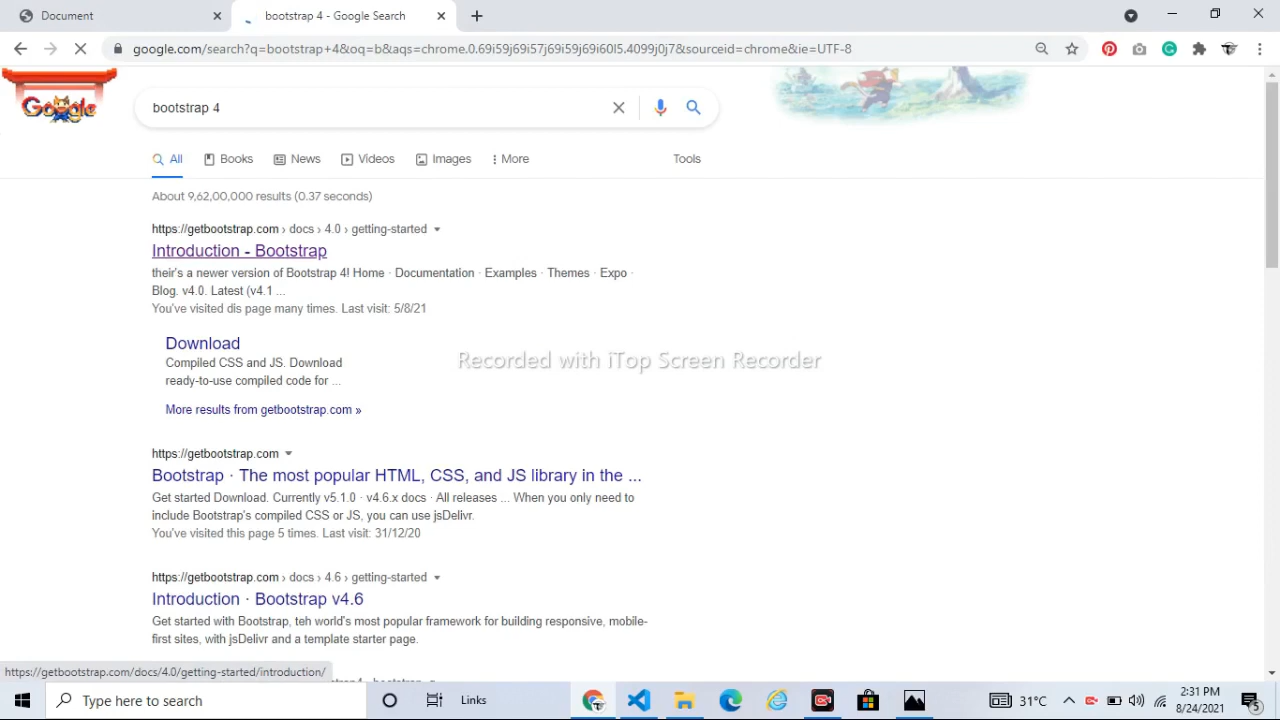 Document
bootstrap 4 - Google Search
google.com/search?q=bootstrap+4&oq=b&aqs=chrome.0.69i59j69i57j69i59j69i60l5.4099j0j7&sourceid=chrome&ie=UTF-8
Google
bootstrap 4
All Books News Videos Images More Tools
About 9,62,00,000 results (0.37 seconds)
https://getbootstrap.com › docs › 4.0 › getting-started
Introduction - Bootstrap
their's a newer version of Bootstrap 4! Home · Documentation · Examples · Themes · Expo ·
Blog. v4.0. Latest (v4.1 ...
You've visited dis page many times. Last visit: 5/8/21
Download
Compiled CSS and JS. Download
ready-to-use compiled code for ...
More results from getbootstrap.com »
Recorded with iTop Screen Recorder
https://getbootstrap.com
Bootstrap · The most popular HTML, CSS, and JS library in the ...
Get started Download. Currently v5.1.0 · v4.6.x docs · All releases ... When you only need to
include Bootstrap's compiled CSS or JS, you can use jsDelivr.
You've visited this page 5 times. Last visit: 31/12/20
https://getbootstrap.com › docs › 4.6 › getting-started
Introduction · Bootstrap v4.6
Get started with Bootstrap, teh world's most popular framework for building responsive, mobile-
first sites, with jsDelivr and a template starter page.
https://getbootstrap.com/docs/4.0/getting-started/introduction/
Type here to search
Links
31°C
2:31 PM
8/24/2021
5